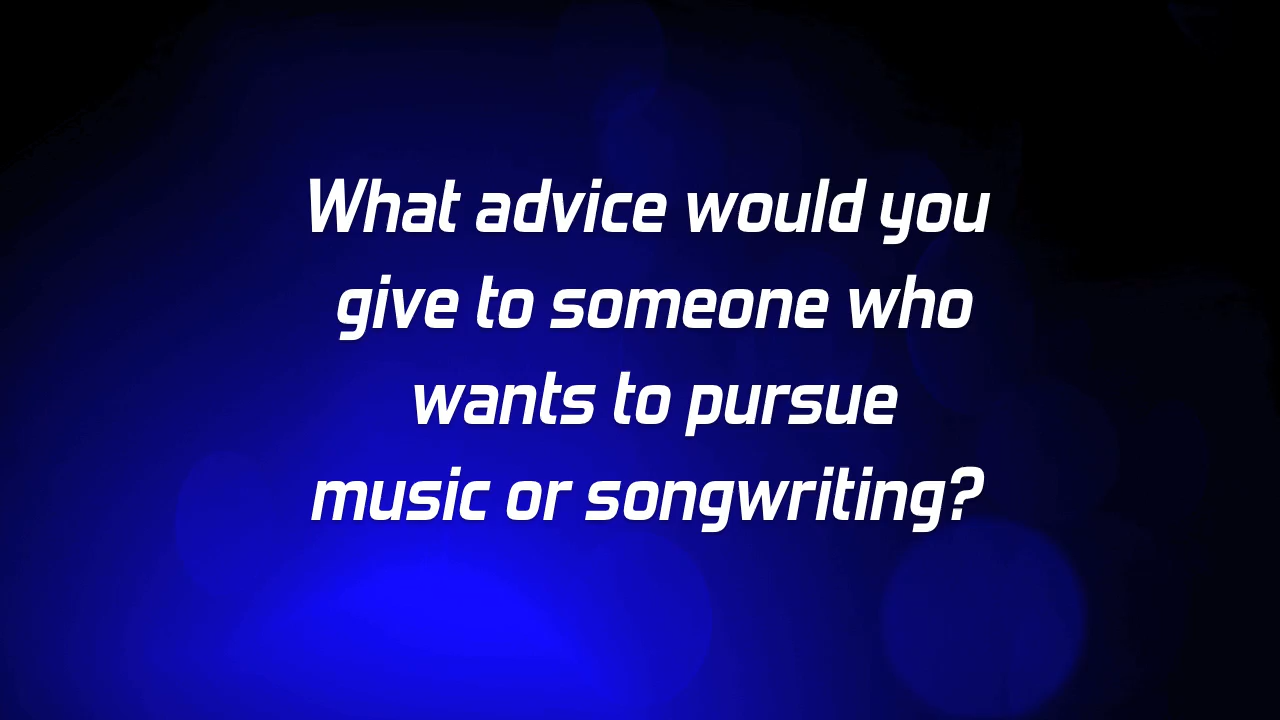 What advice would you
give to someone who
wants to pursue
music or songwriting?